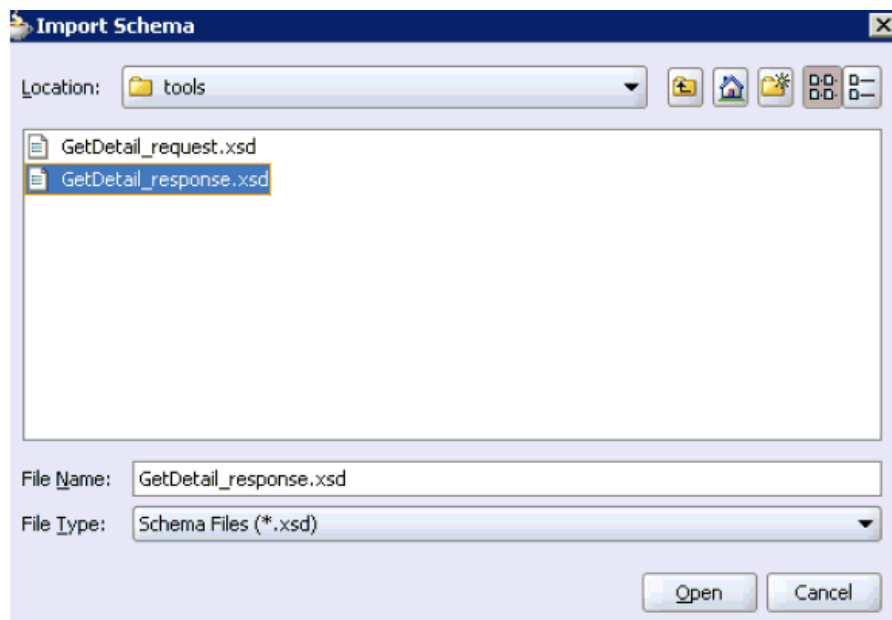 Import Schema
Location: tools
GetDetail_request.xsd
GetDetail_response.xsd
File Name: GetDetail_response.xsd
File Type: Schema Files (*.xsd)
Open Cancel